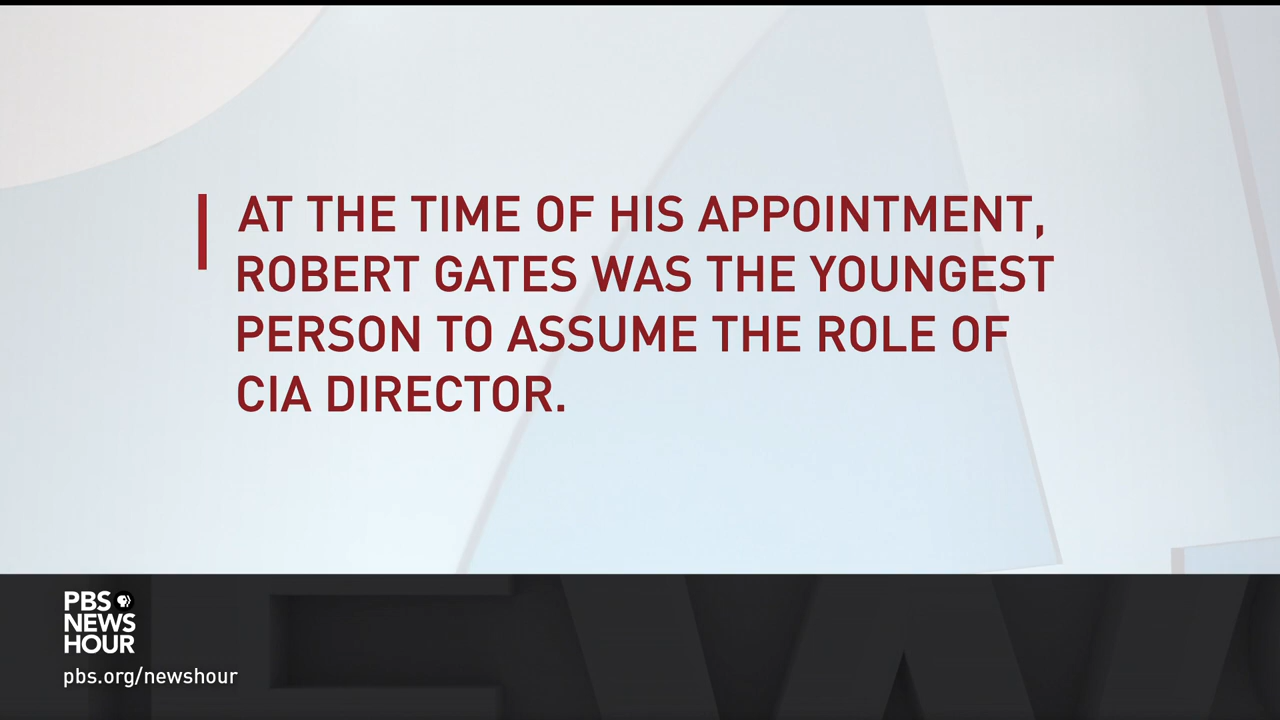 AT THE TIME OF HIS APPOINTMENT,
ROBERT GATES WAS THE YOUNGEST
PERSON TO ASSUME THE ROLE OF
CIA DIRECTOR.
PBS
NEWS
HOUR
pbs.org/newshour